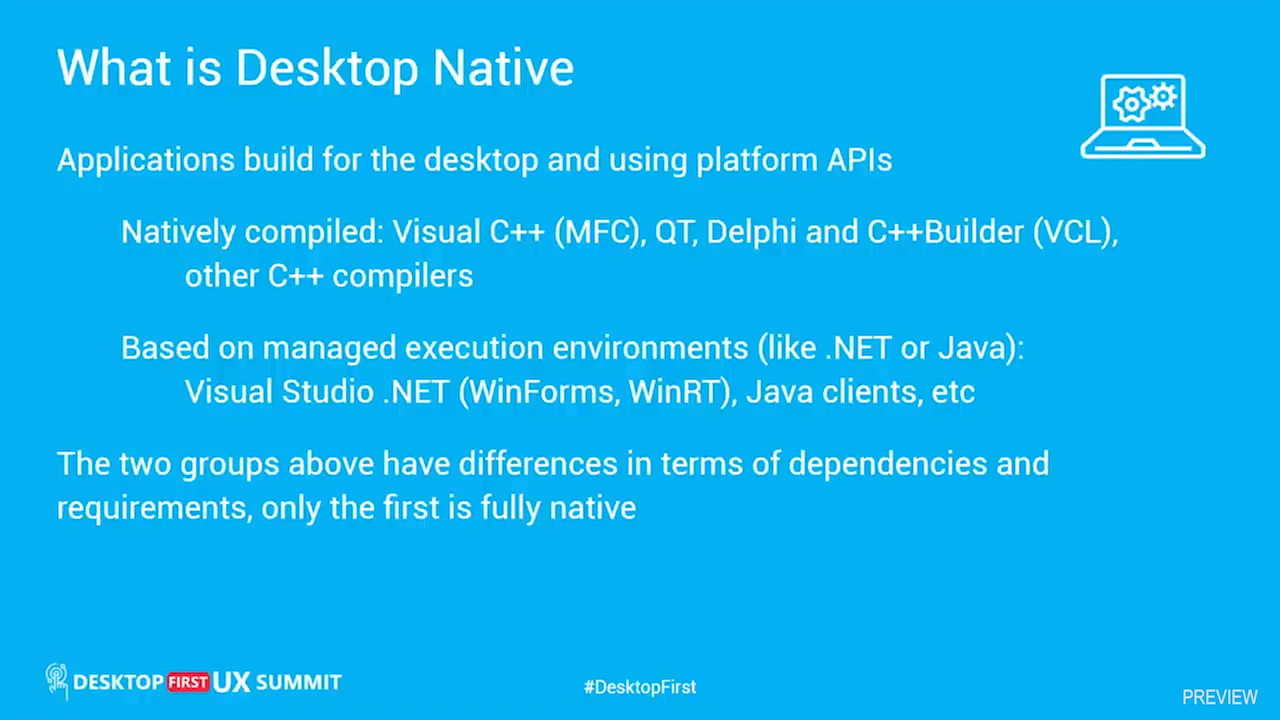 What is Desktop Native
Applications build for the desktop and using platform APIs
Natively compiled: Visual C++ (MFC), QT, Delphi and C++Builder (VCL),
other C++ compilers
Based on managed execution environments (like .NET or Java):
Visual Studio .NET (WinForms, WinRT), Java clients, etc
The two groups above have differences in terms of dependencies and
requirements, only the first is fully native
DESKTOP FIRST UX SUMMIT
#DesktopFirst
PREVIEW